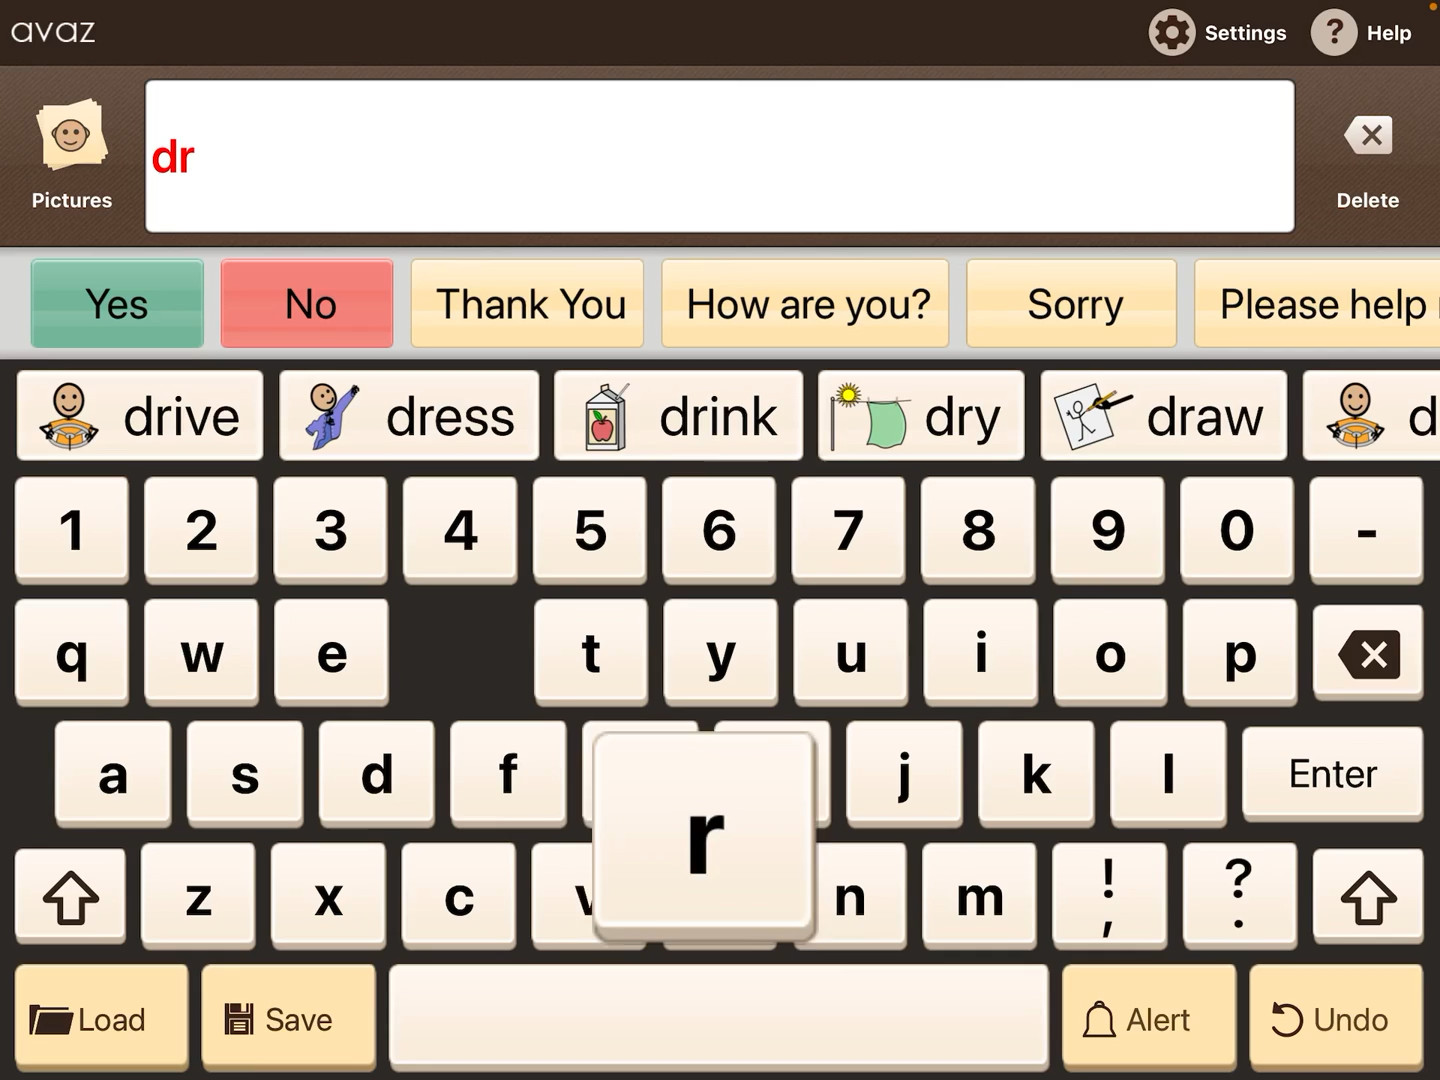 avaz
Settings
? Help
Pictures
dr
Delete
Yes No Thank You How are you? Sorry Please help
drive dress drink dry draw d
1 2 3 4 5 6 7 8 9 0 -
q w e t y u i o p
a s d f j k l Enter
r
z x c v n m ! , ? .
Load Save Alert Undo